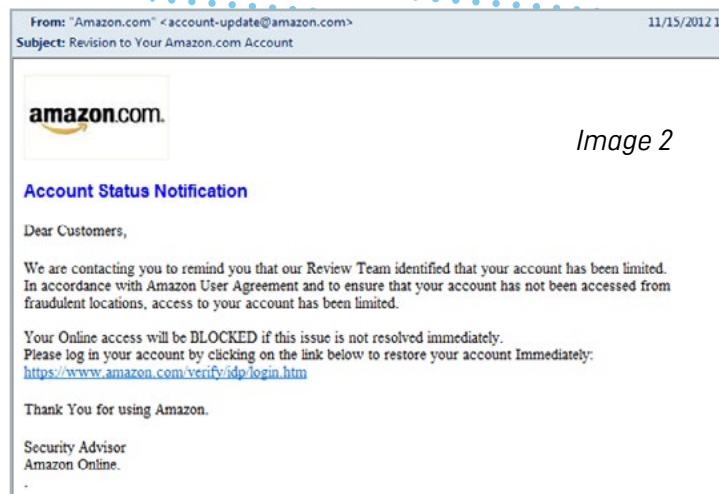 From: "Amazon.com" <account-update@amazon.com>
11/15/2012 1
Subject: Revision to Your Amazon.com Account
amazon.com.
Image 2
Account Status Notification
Dear Customers,
We are contacting you to remind you that our Review Team identified that your account has been limited.
In accordance with Amazon User Agreement and to ensure that your account has not been accessed from
fraudulent locations, access to your account has been limited.
Your Online access will be BLOCKED if this issue is not resolved immediately.
Please log in your account by clicking on the link below to restore your account Immediately:
https://www.amazon.com/verify/idp/login.htm
Thank You for using Amazon.
Security Advisor
Amazon Online.
.